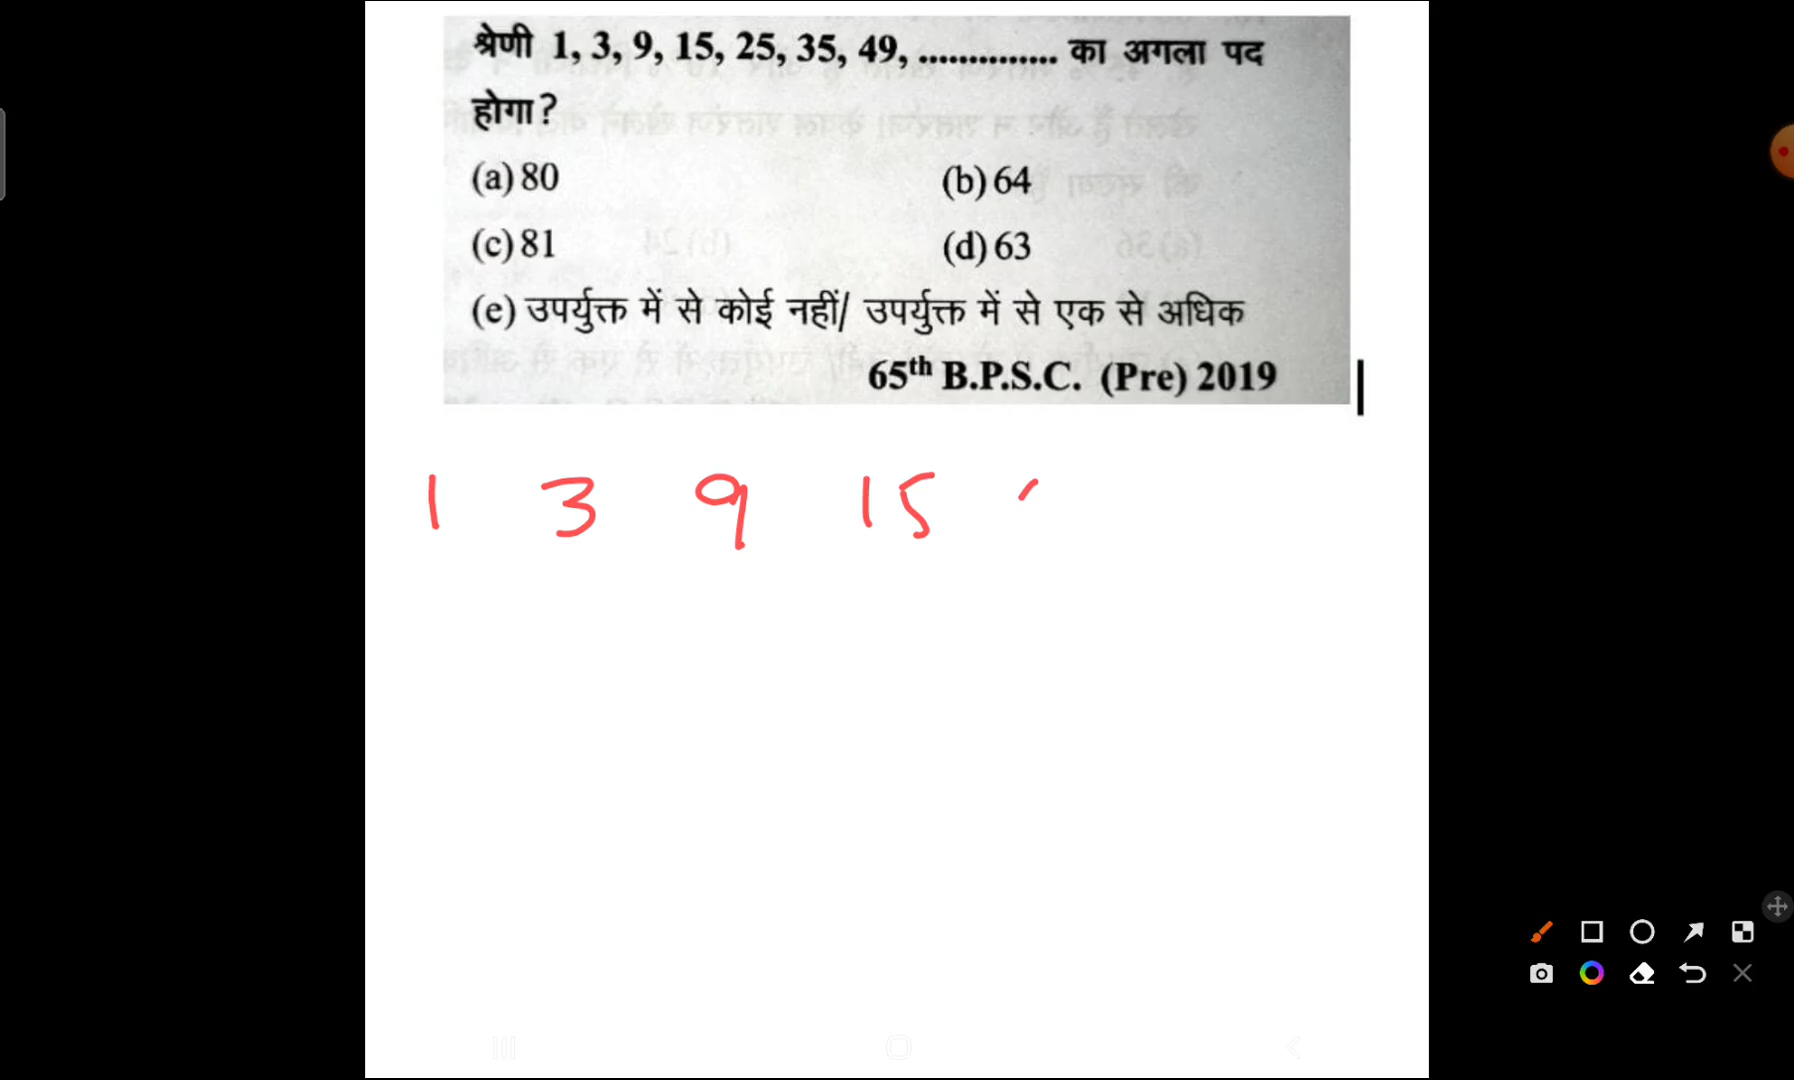 श्रेणी 1, 3, 9, 15, 25, 35, 49, .............. का अगला पद
होगा?
(a) 80 (b) 64
(c) 81 (d) 63
(e) उपर्युक्त में से कोई नहीं/ उपर्युक्त में से एक से अधिक
65th B.P.S.C. (Pre) 2019
1 3 9 15